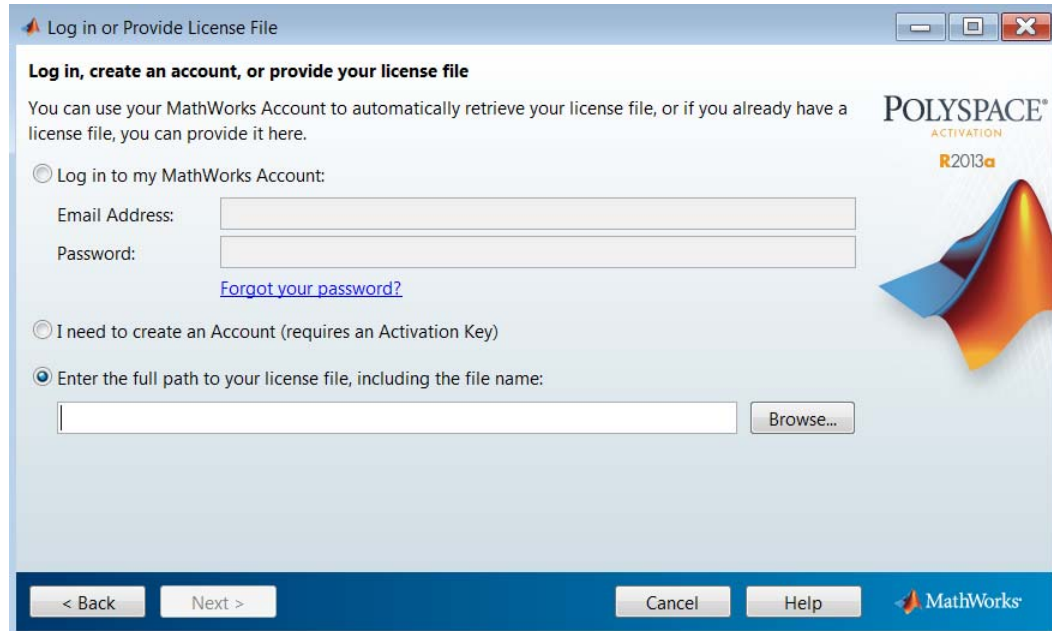 Log in or Provide License File
Log in, create an account, or provide your license file
You can use your MathWorks Account to automatically retrieve your license file, or if you already have a
license file, you can provide it here.
POLYSPACE®
ACTIVATION
R2013a
Log in to my MathWorks Account:
Email Address:
Password:
Forgot your password?
I need to create an Account (requires an Activation Key)
Enter the full path to your license file, including the file name:
Browse...
< Back Next > Cancel Help MathWorks®